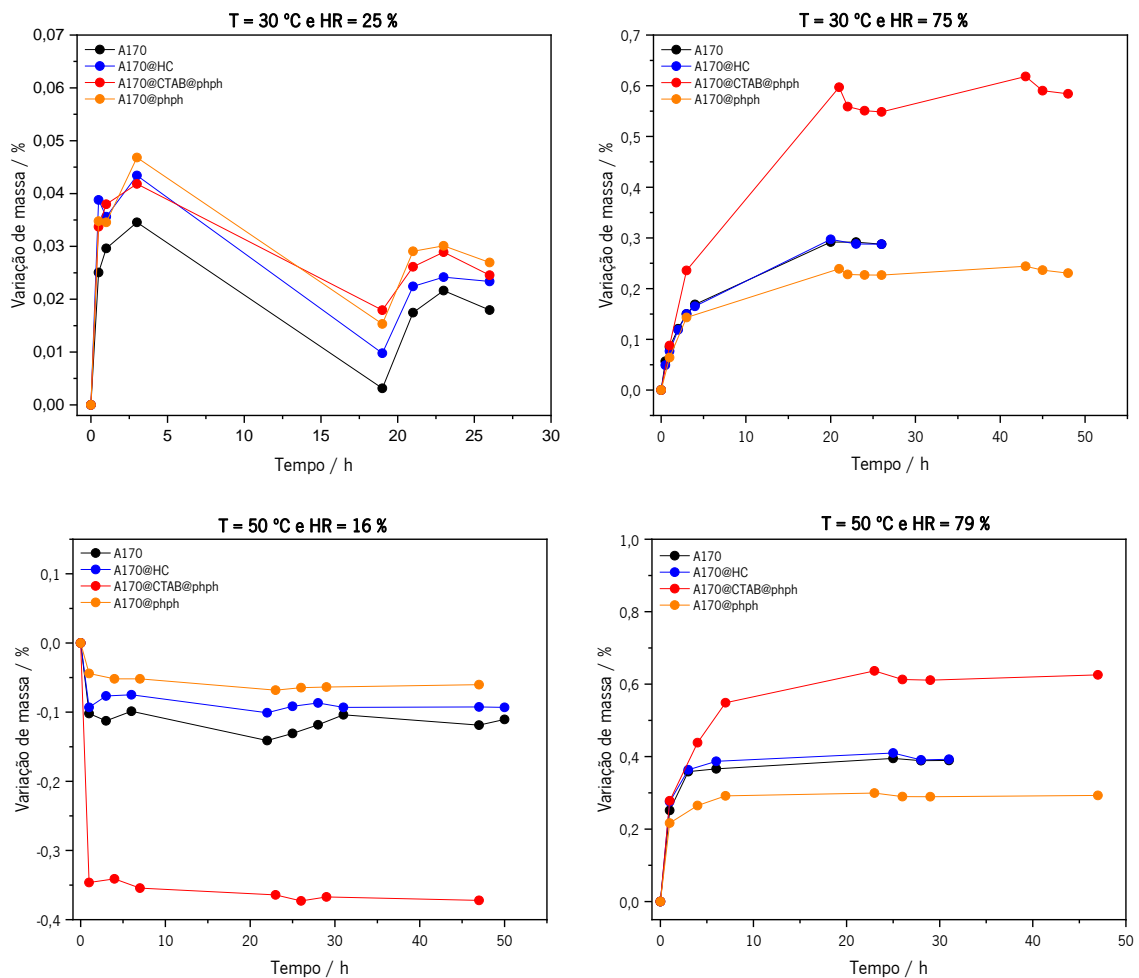 T = 30 ºC e HR = 25 %
0,07
0,06
0,05
0,04
0,03
0,02
0,01
0,00
Variação de massa / %
A170
A170@HC
A170@CTAB@phph
A170@phph
0 5 10 15 20 25 30
Tempo / h
T = 30 ºC e HR = 75 %
0,7
0,6
0,5
0,4
0,3
0,2
0,1
0,0
Variação de massa / %
A170
A170@HC
A170@CTAB@phph
A170@phph
0 10 20 30 40 50
Tempo / h
T = 50 ºC e HR = 16 %
0,1
0,0
-0,1
-0,2
-0,3
-0,4
Variação de massa / %
A170
A170@HC
A170@CTAB@phph
A170@phph
0 10 20 30 40 50
Tempo / h
T = 50 ºC e HR = 79 %
1,0
0,8
0,6
0,4
0,2
0,0
Variação de massa / %
A170
A170@HC
A170@CTAB@phph
A170@phph
0 10 20 30 40 50
Tempo / h